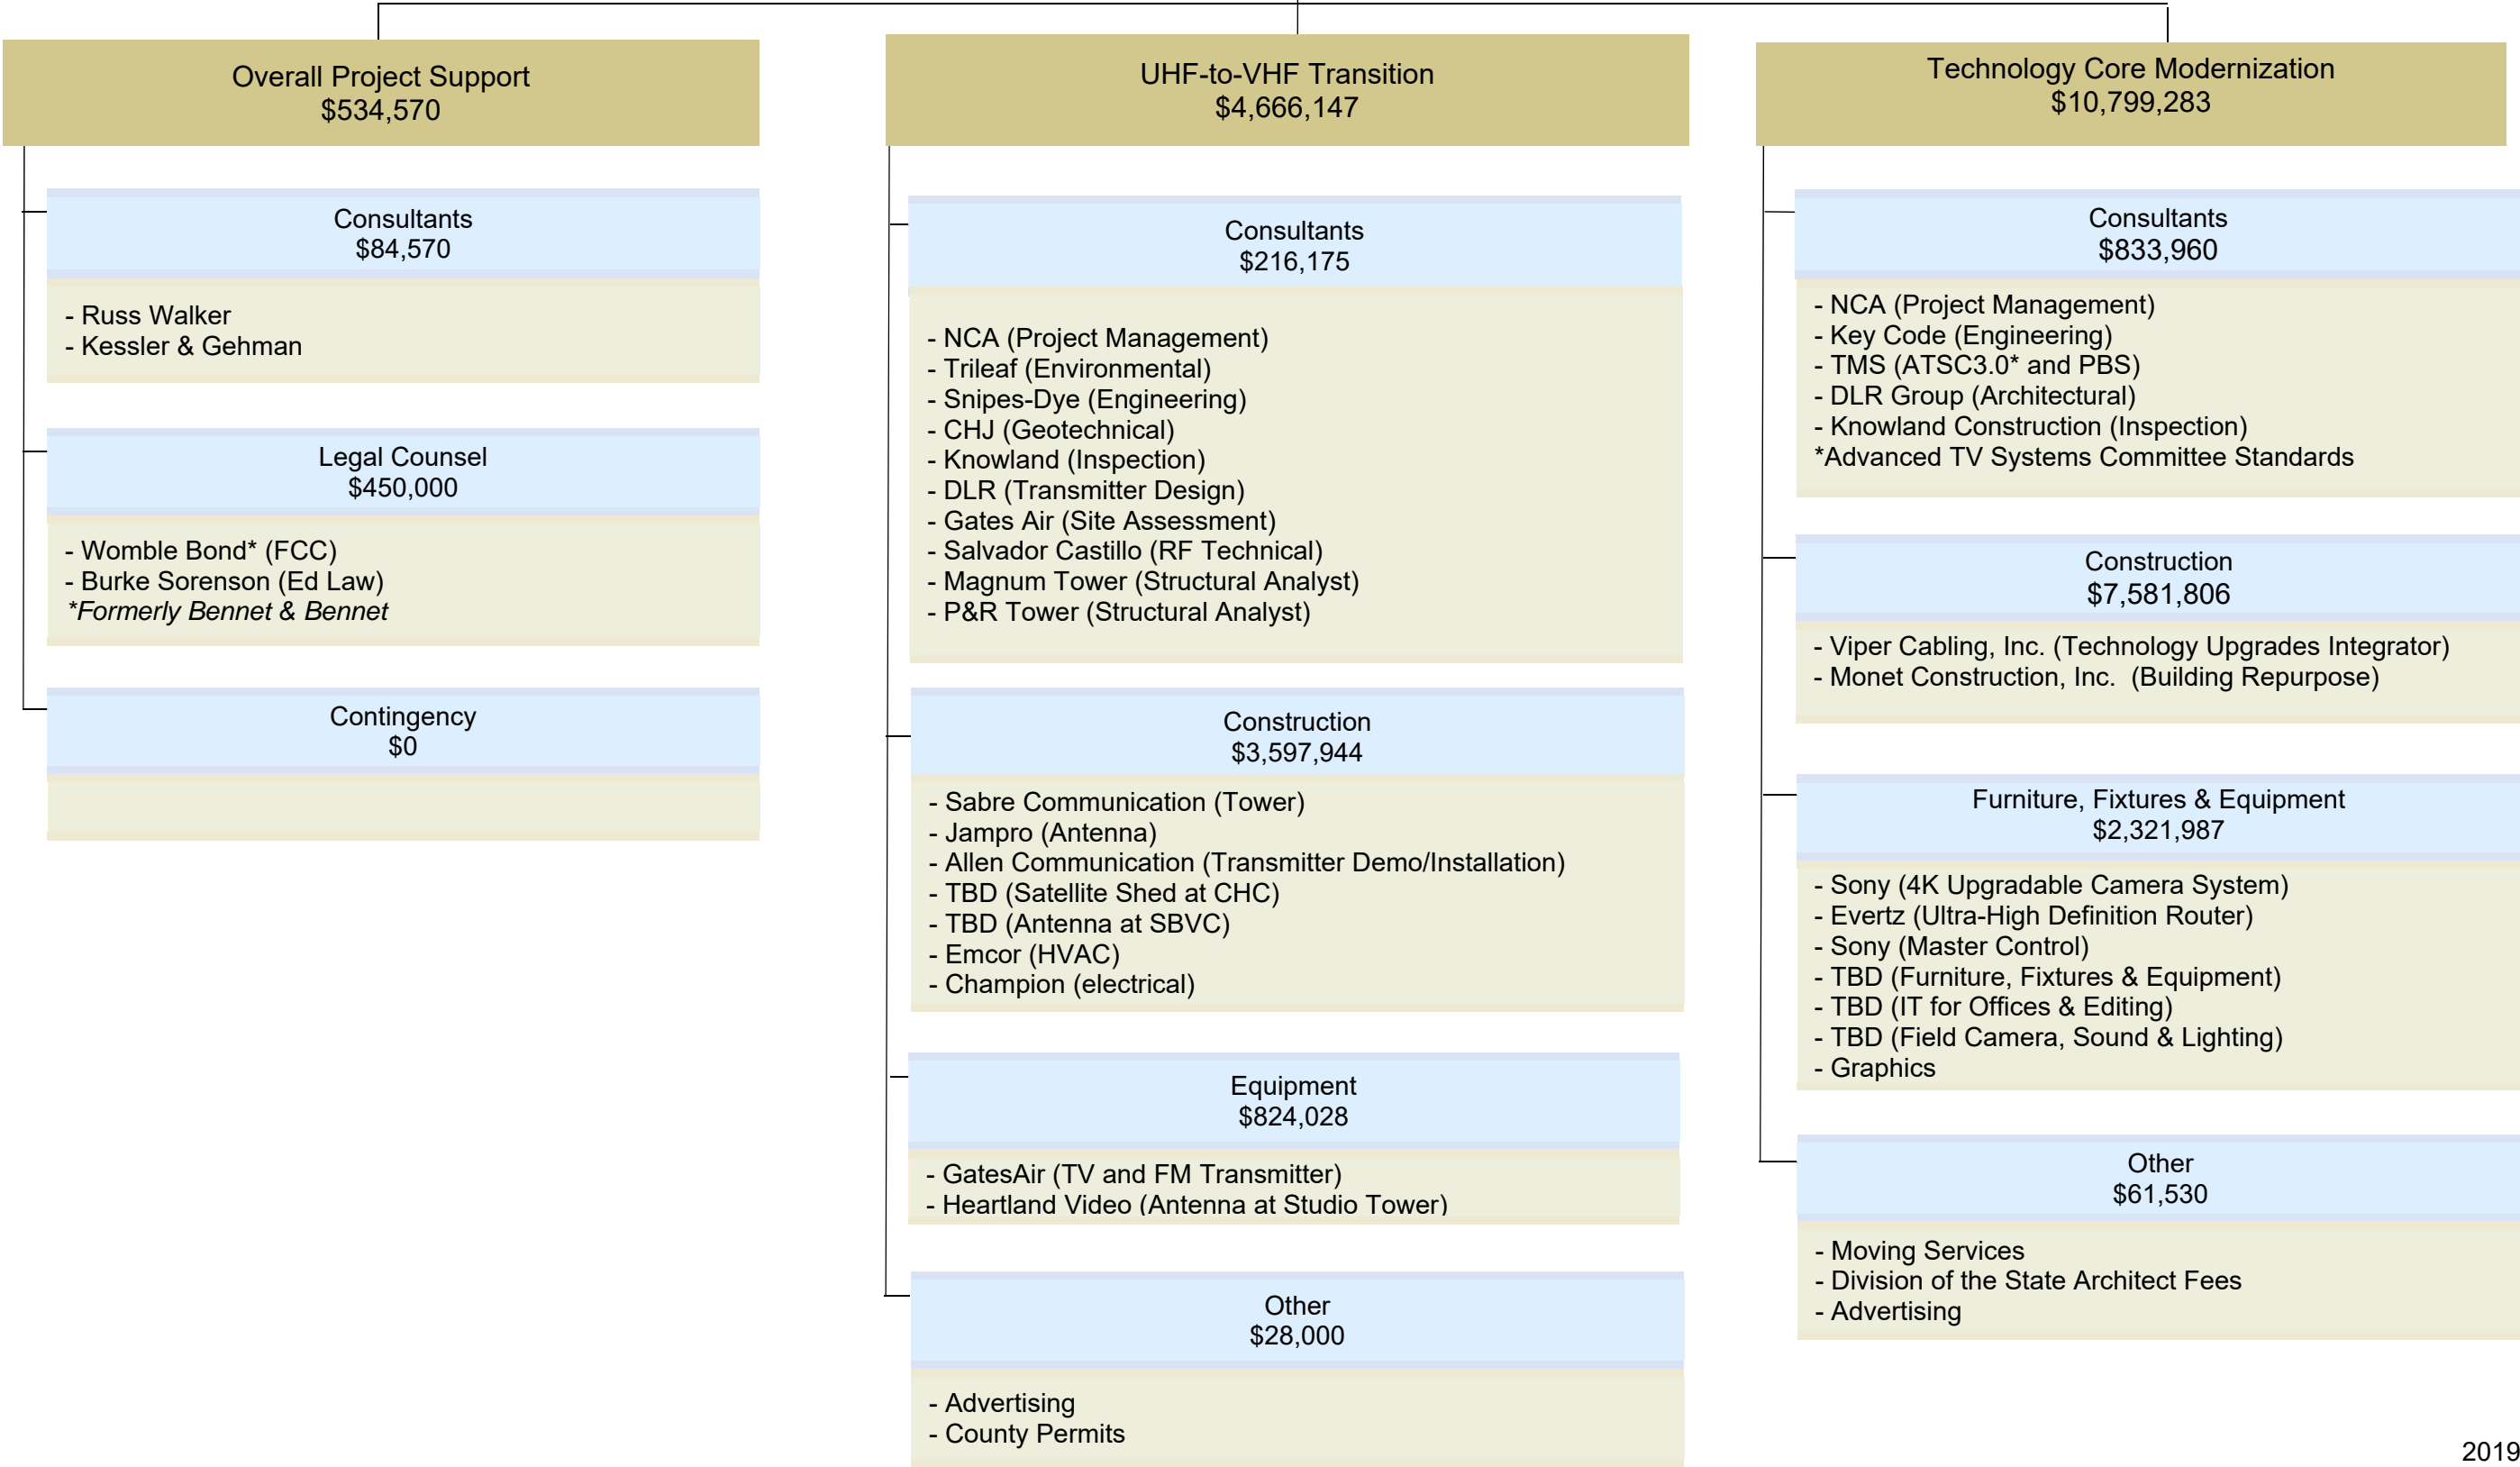 Overall Project Support
$534,570
Consultants
$84,570
- Russ Walker
- Kessler & Gehman
Legal Counsel
$450,000
- Womble Bond* (FCC)
- Burke Sorenson (Ed Law)
*Formerly Bennet & Bennet
Contingency
$0
UHF-to-VHF Transition
$4,666,147
Consultants
$216,175
- NCA (Project Management)
- Trileaf (Environmental)
- Snipes-Dye (Engineering)
- CHJ (Geotechnical)
- Knowland (Inspection)
- DLR (Transmitter Design)
- Gates Air (Site Assessment)
- Salvador Castillo (RF Technical)
- Magnum Tower (Structural Analyst)
- P&R Tower (Structural Analyst)
Construction
$3,597,944
- Sabre Communication (Tower)
- Jampro (Antenna)
- Allen Communication (Transmitter Demo/Installation)
- TBD (Satellite Shed at CHC)
- TBD (Antenna at SBVC)
- Emcor (HVAC)
- Champion (electrical)
Equipment
$824,028
- GatesAir (TV and FM Transmitter)
- Heartland Video (Antenna at Studio Tower)
Other
$28,000
- Advertising
- County Permits
Technology Core Modernization
$10,799,283
Consultants
$833,960
- NCA (Project Management)
- Key Code (Engineering)
- TMS (ATSC3.0* and PBS)
- DLR Group (Architectural)
- Knowland Construction (Inspection)
*Advanced TV Systems Committee Standards
Construction
$7,581,806
- Viper Cabling, Inc. (Technology Upgrades Integrator)
- Monet Construction, Inc. (Building Repurpose)
Furniture, Fixtures & Equipment
$2,321,987
- Sony (4K Upgradable Camera System)
- Evertz (Ultra-High Definition Router)
- Sony (Master Control)
- TBD (Furniture, Fixtures & Equipment)
- TBD (IT for Offices & Editing)
- TBD (Field Camera, Sound & Lighting)
- Graphics
Other
$61,530
- Moving Services
- Division of the State Architect Fees
- Advertising
2019